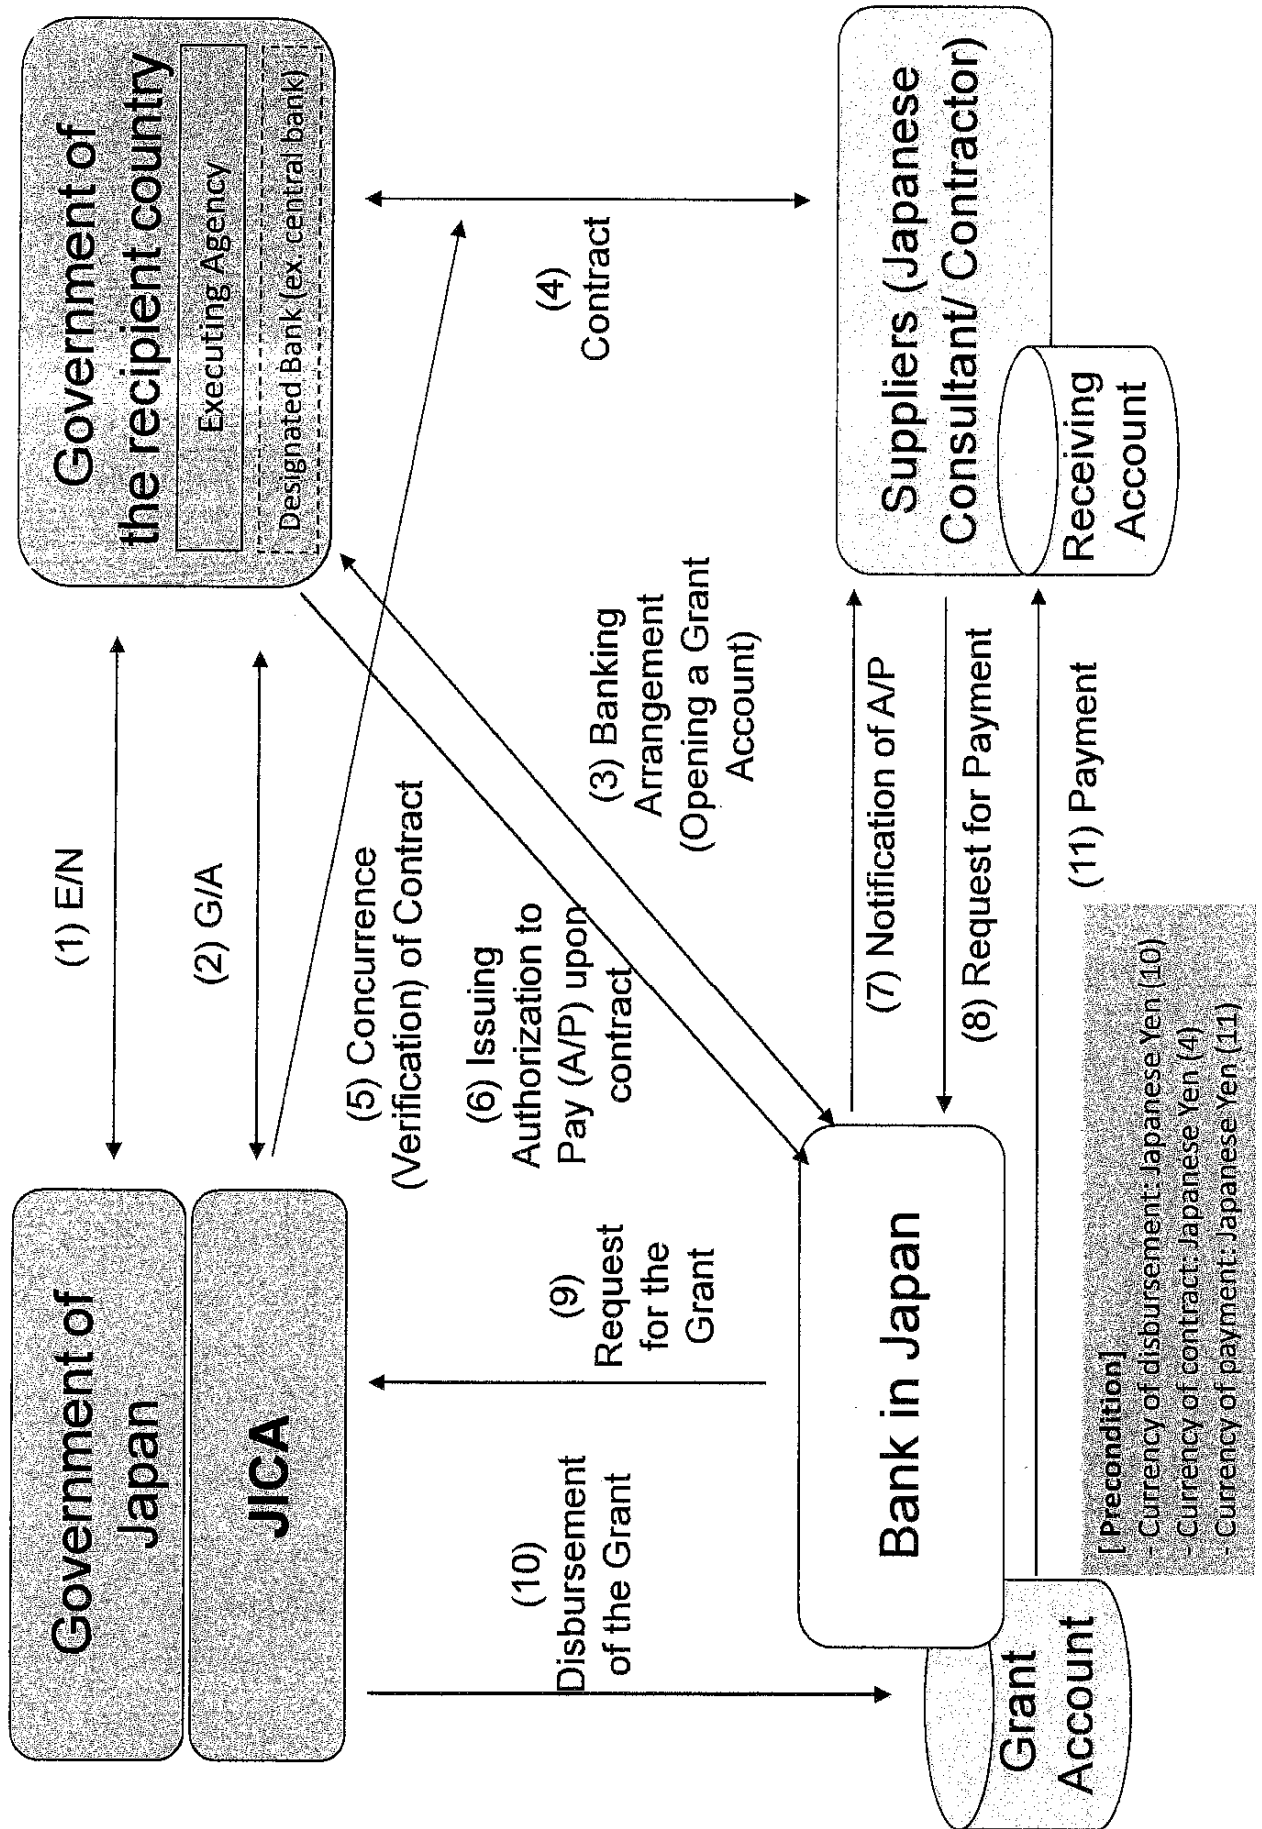 Government of
Japan
JICA
Government of
the recipient country
Executing Agency
Designated Bank (ex. central bank)
(1) E/N
(2) G/A
(5) Concurrence
(Verification) of Contract
(6) Issuing
Authorization to
Pay (A/P) upon
contract
(3) Banking
Arrangement
(Opening a Grant
Account)
(4)
Contract
(9)
Request
for the
Grant
(10)
Disbursement
of the Grant
Bank in Japan
Grant
Account
(7) Notification of A/P
(8) Request for Payment
(11) Payment
Suppliers (Japanese
Consultant/ Contractor)
Receiving
Account
[ Precondition]
- Currency of disbursement: Japanese Yen (10)
- Currency of contract: Japanese Yen (4)
- Currency of payment: Japanese Yen (11)